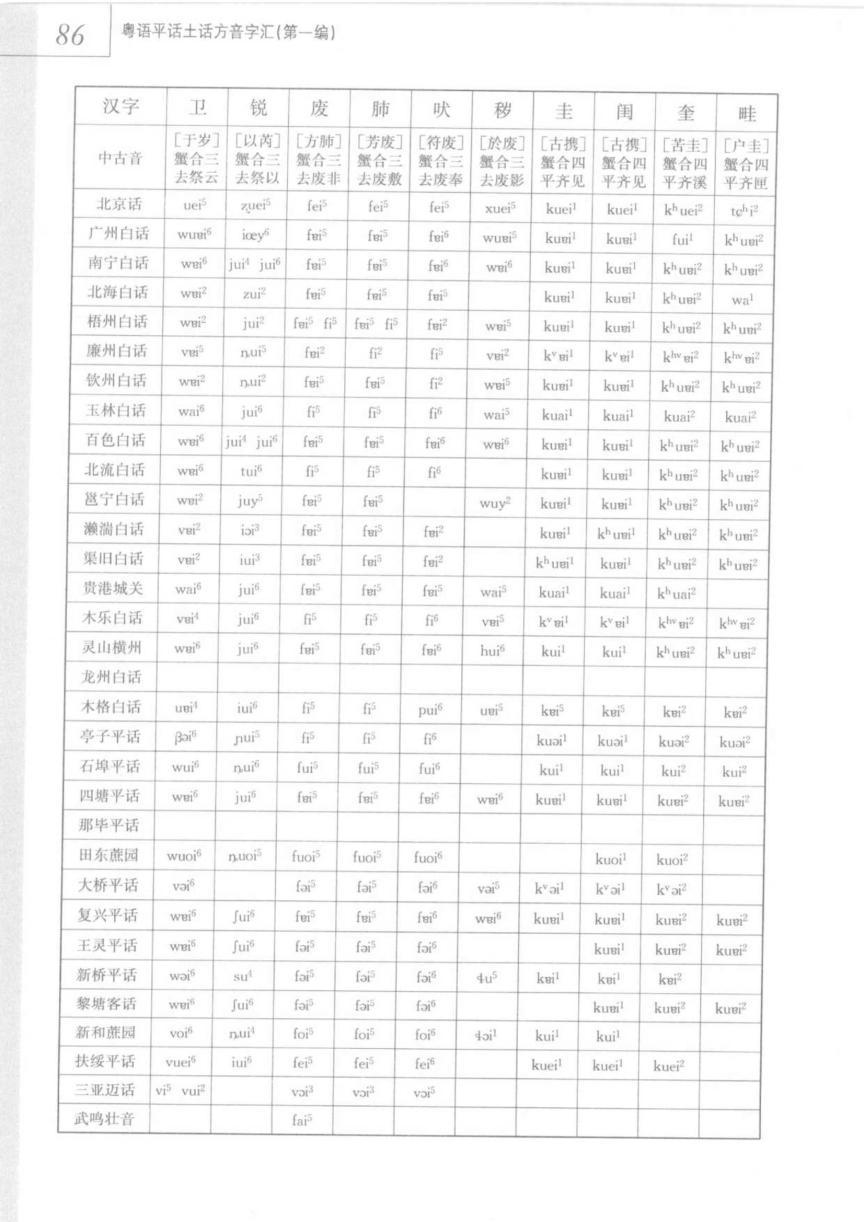 86
粤语平话土话方音字汇(第一编)
汉字 卫 锐 废 肺 吠 秽 圭 闺 奎 畦
中古音 [于岁]蟹合三去祭云 [以芮]蟹合三去祭以 [方肺]蟹合三去废非 [芳废]蟹合三去废敷 [符废]蟹合三去废奉 [於废]蟹合三去废影 [古携]蟹合四平齐见 [古携]蟹合四平齐见 [苦圭]蟹合四平齐溪 [户圭]蟹合四平齐匣
北京话 uei⁵ ʐuei⁵ fei⁵ fei⁵ fei⁵ xuei⁵ kuei¹ kuei¹ kʰuei² tɕʰi²
广州白话 wuɐi⁶ iœy⁶ fɐi⁵ fɐi⁵ fɐi⁶ wuɐi⁵ kuɐi¹ kuɐi¹ fui¹ kʰuɐi²
南宁白话 wɐi⁶ jui⁴ jui⁶ fɐi⁵ fɐi⁵ fɐi⁶ wɐi⁶ kuɐi¹ kuɐi¹ kʰuɐi² kʰuɐi²
北海白话 wɐi² zui² fɐi⁵ fɐi⁵ fɐi⁵ kuɐi¹ kuɐi¹ kʰuɐi² wa¹
梧州白话 wɐi² jui² fɐi⁵ fi⁵ fɐi⁵ fi⁵ fɐi² wɐi⁵ kuɐi¹ kuɐi¹ kʰuɐi² kʰuɐi²
廉州白话 vɐi⁵ ȵui⁵ fɐi² fi² fi⁵ vɐi² kᵛɐi¹ kᵛɐi¹ kʰᵛɐi² kʰᵛɐi²
钦州白话 wɐi² ȵui² fɐi⁵ fɐi⁵ fi² wɐi⁵ kuɐi¹ kuɐi¹ kʰuɐi² kʰuɐi²
玉林白话 wai⁶ jui⁶ fi⁵ fi⁵ fi⁶ wai⁵ kuai¹ kuai¹ kuai² kuai²
百色白话 wɐi⁶ jui⁴ jui⁶ fɐi⁵ fɐi⁵ fɐi⁶ wɐi⁶ kuɐi¹ kuɐi¹ kʰuɐi² kʰuɐi²
北流白话 wɐi⁶ tui⁶ fi⁵ fi⁵ fi⁶ kuɐi¹ kuɐi¹ kʰuɐi² kʰuɐi²
邕宁白话 wɐi² juy⁵ fɐi⁵ fɐi⁵ wuy² kuɐi¹ kuɐi¹ kʰuɐi² kʰuɐi²
濑湍白话 vɐi² iɔi³ fɐi⁵ fɐi⁵ fɐi² kuɐi¹ kʰuɐi¹ kʰuɐi² kʰuɐi²
渠旧白话 vɐi² iui³ fɐi⁵ fɐi⁵ fɐi² kʰuɐi¹ kuɐi¹ kʰuɐi² kʰuɐi²
贵港城关 wai⁶ jui⁶ fɐi⁵ fɐi⁵ fɐi⁵ wai⁵ kuai¹ kuai¹ kʰuai²
木乐白话 vɐi⁴ jui⁶ fi⁵ fi⁵ fi⁶ vɐi⁵ kᵛɐi¹ kᵛɐi¹ kʰᵛɐi² kʰᵛɐi²
灵山横州 wɐi⁶ jui⁶ fɐi⁵ fɐi⁵ fɐi⁶ hui⁶ kui¹ kui¹ kʰuɐi² kʰuɐi²
龙州白话
木格白话 uɐi⁴ iui⁶ fi⁵ fi⁵ pui⁶ uɐi⁵ kɐi⁵ kɐi⁵ kɐi² kɐi²
亭子平话 βəi⁶ ɲui⁵ fi⁵ fi⁵ fi⁶ kuəi¹ kuəi¹ kuəi² kuəi²
石埠平话 wui⁶ ȵui⁶ fui⁵ fui⁵ fui⁶ kui¹ kui¹ kui² kui²
四塘平话 wɐi⁶ jui⁶ fɐi⁵ fɐi⁵ fɐi⁶ wɐi⁶ kuɐi¹ kuɐi¹ kuɐi² kuɐi²
那毕平话
田东蔗园 wuoi⁶ ȵuoi⁵ fuoi⁵ fuoi⁵ fuoi⁶ kuoi¹ kuoi²
大桥平话 vəi⁶ fəi⁵ fəi⁵ fəi⁶ vəi⁵ kᵛəi¹ kᵛəi¹ kᵛəi²
复兴平话 wɐi⁶ ʃui⁶ fɐi⁵ fɐi⁵ fɐi⁶ wɐi⁶ kuɐi¹ kuɐi¹ kuɐi² kuɐi²
王灵平话 wɐi⁶ ʃui⁶ fəi⁵ fəi⁵ fəi⁶ kuɐi¹ kuɐi² kuɐi²
新桥平话 wəi⁶ su⁴ fəi⁵ fəi⁵ fəi⁶ ɬu⁵ kɐi¹ kɐi¹ kɐi²
黎塘客话 wɐi⁶ ʃui⁶ fəi⁵ fəi⁵ fəi⁶ kuɐi¹ kuɐi² kuɐi²
新和蔗园 voi⁶ ȵui⁴ foi⁵ foi⁵ foi⁶ ɬəi¹ kui¹ kui¹
扶绥平话 vuei⁶ iui⁶ fei⁵ fei⁵ fei⁶ kuei¹ kuei¹ kuei²
三亚迈话 vi⁵ vui² vəi³ vəi³ vəi⁵
武鸣壮音 fai⁵